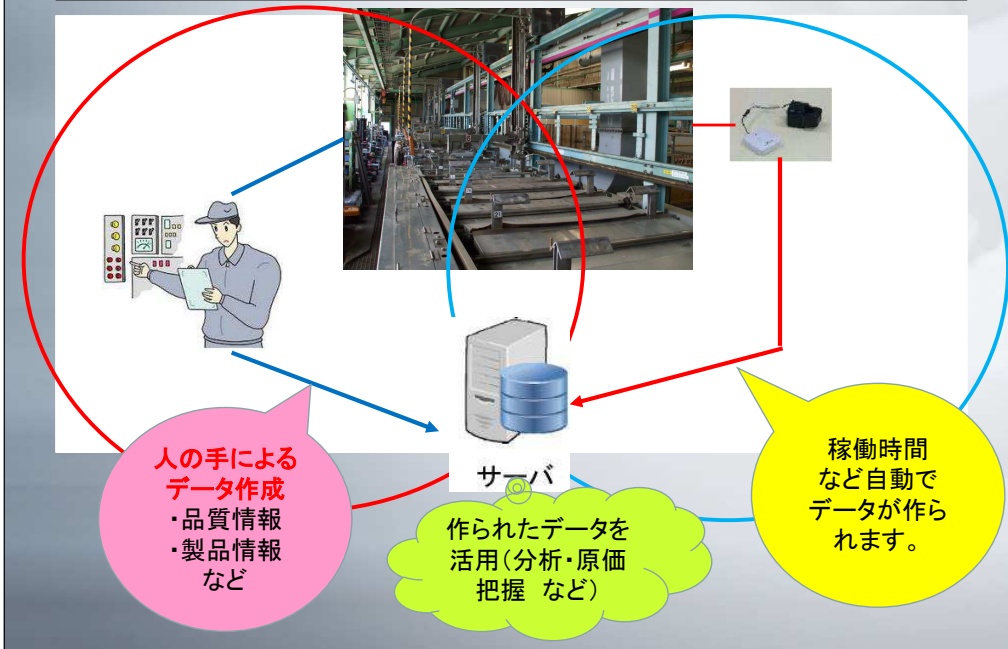 サーバ
人の手による
データ作成
・品質情報
・製品情報
など
作られたデータを
活用(分析・原価
把握 など)
稼働時間
など自動で
データが作ら
れます。